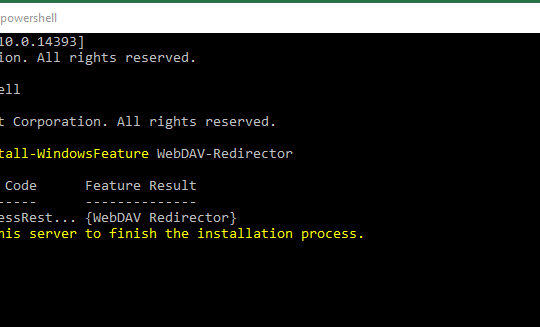 powershell
10.0.14393]
ion. All rights reserved.
ell
t Corporation. All rights reserved.
tall-WindowsFeature WebDAV-Redirector
Code Feature Result
----- --------------
essRest... {WebDAV Redirector}
his server to finish the installation process.